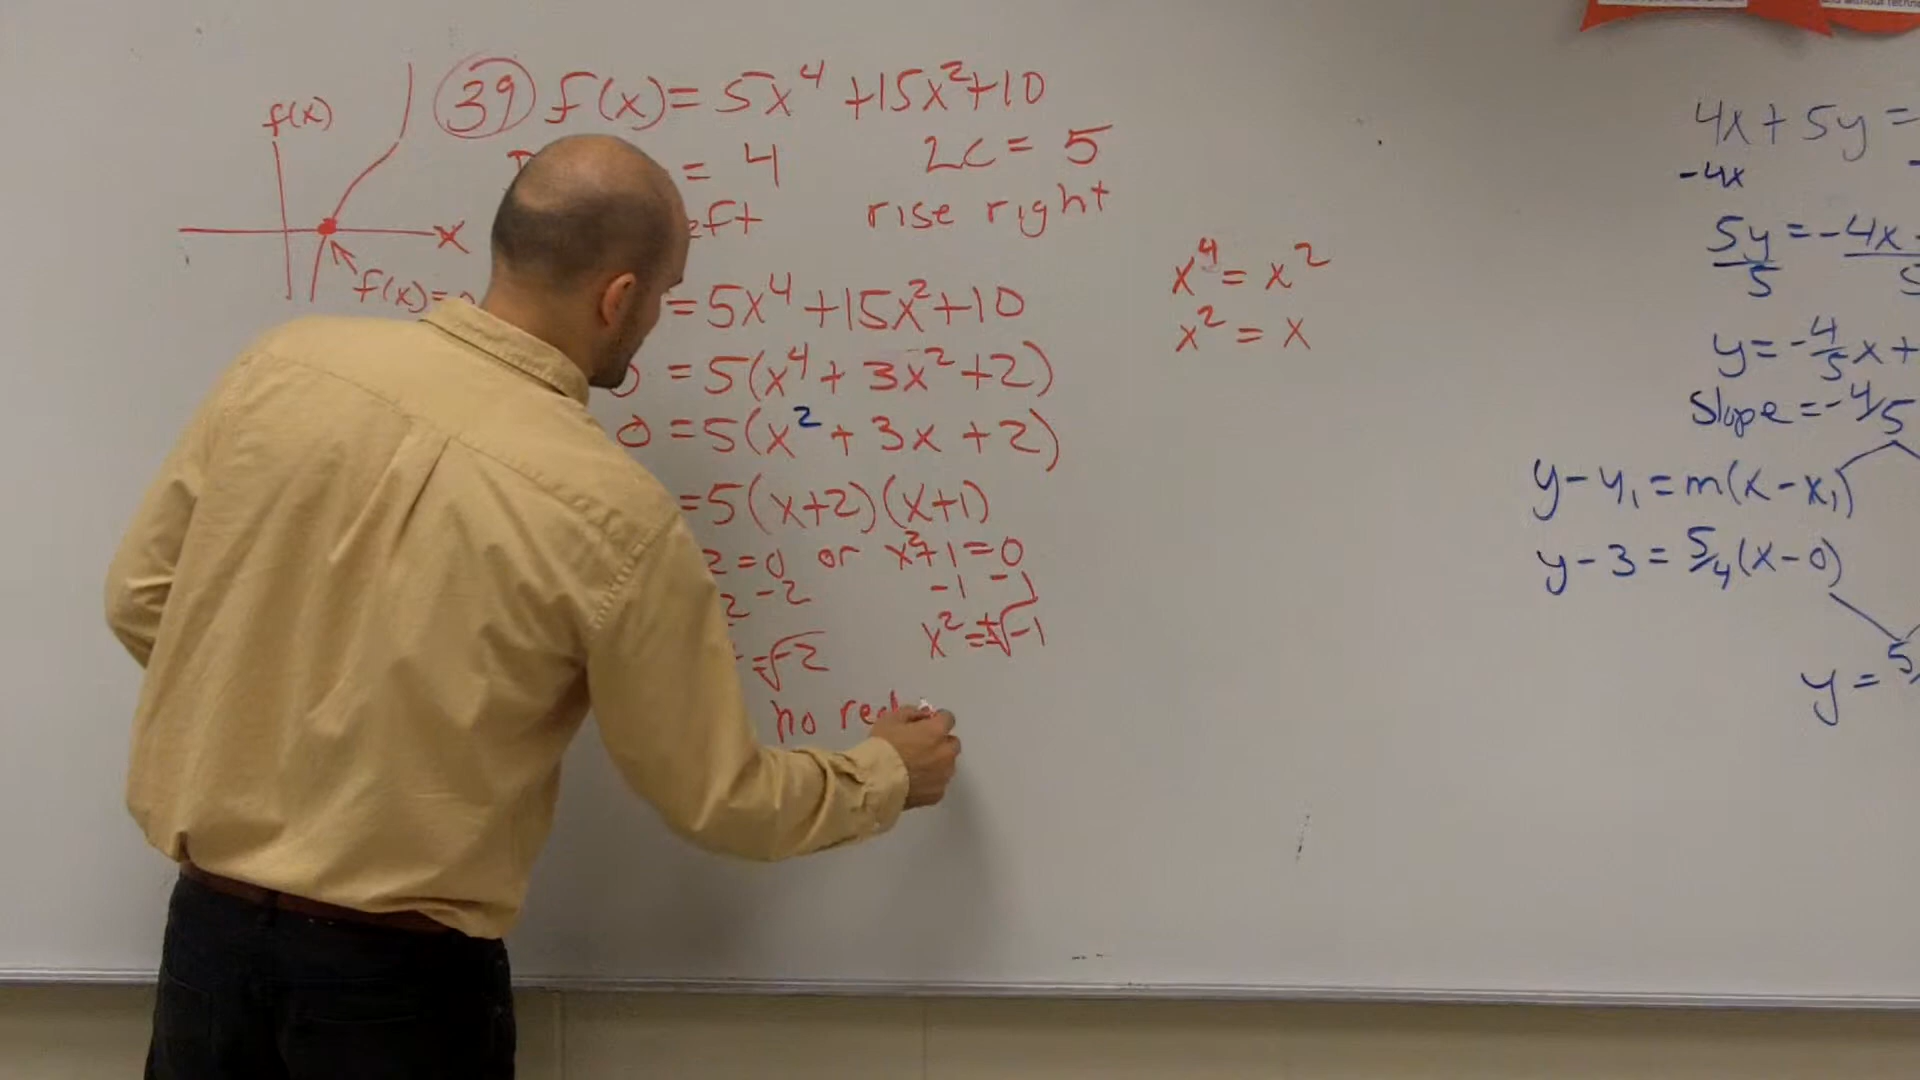 39 f(x) = 5x⁴ + 15x² + 10
f(x)
= 4 2C = 5
rise right
x
f(x) =
= 5x⁴ + 15x² + 10
0 = 5(x⁴ + 3x² + 2)
0 = 5(x² + 3x + 2)
= 5(x+2)(x+1)
2 = 0 or x² + 1 = 0
2 -2 -1 -1
= √-2 x² = ±√-1
no
x⁴ = x²
x² = x
4x + 5y =
-4x
5y = -4x
5 5
y = -4/5 x +
Slope = -4/5
y - y₁ = m(x - x₁)
y - 3 = 5/4(x - 0)
y = 5